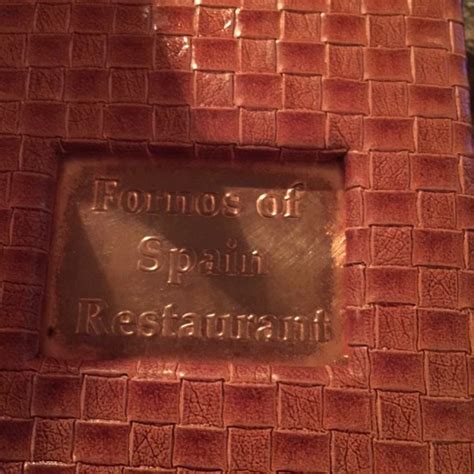 Fornos of
Spain
Restaurant